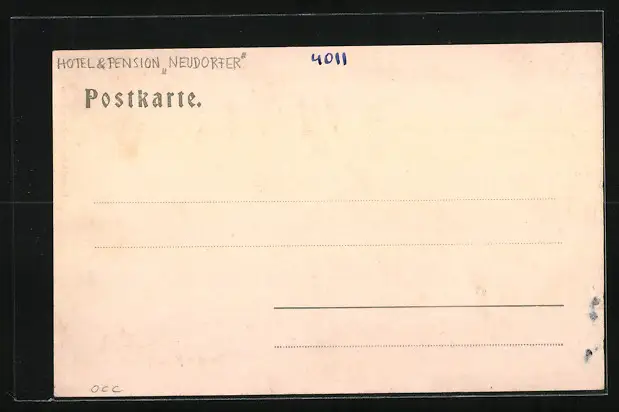 HOTEL & PENSION „NEUDORFER"
4011
Postkarte.
occ